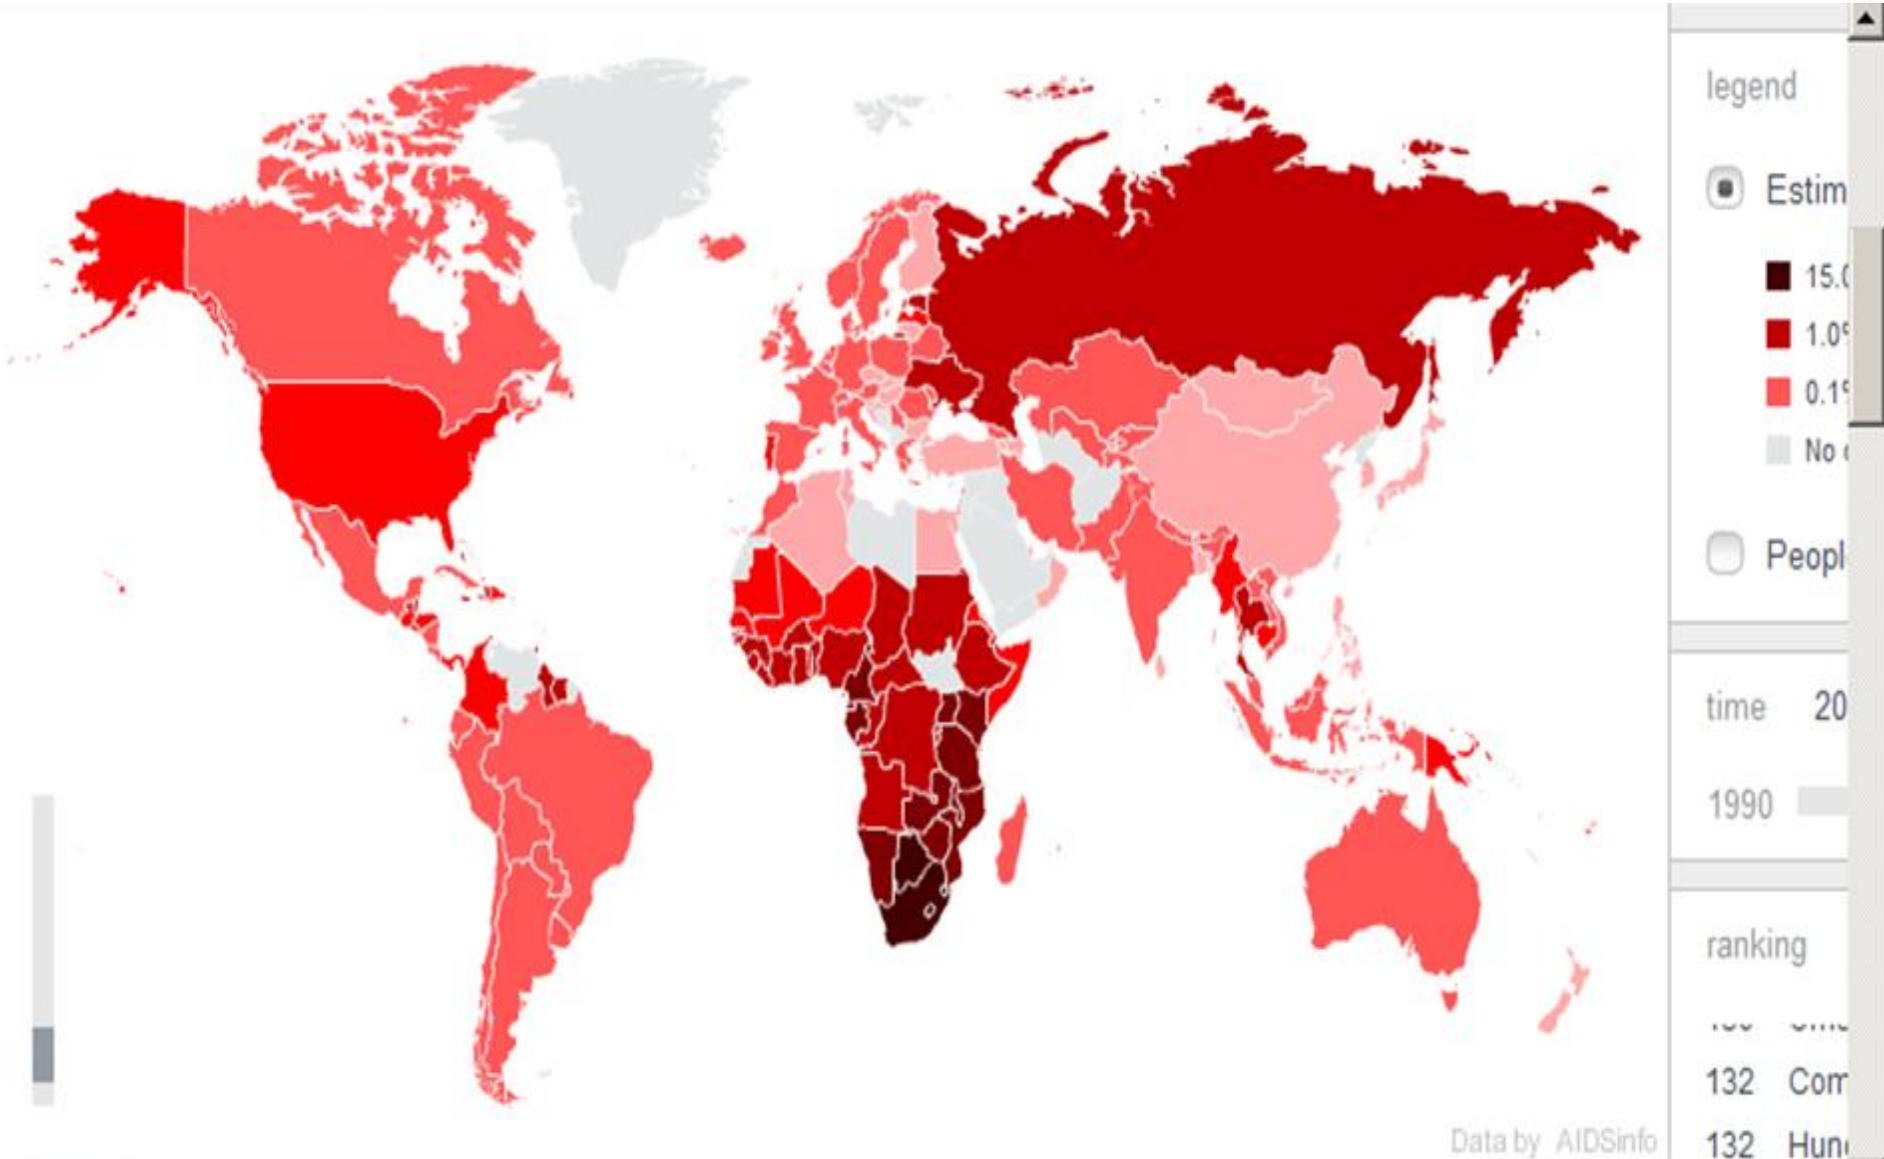 legend
Estim
15.0
1.0%
0.1%
No
Peopl
time 20
1990
ranking
132 Com
132 Hun
Data by AIDSinfo